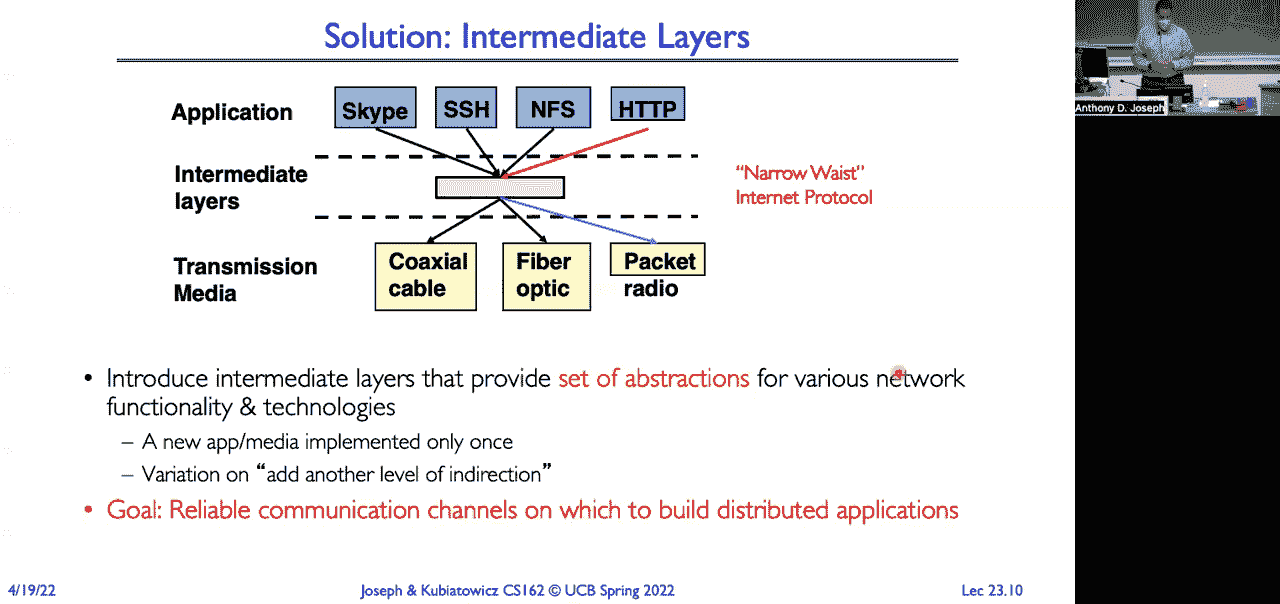 Solution: Intermediate Layers
Anthony D. Joseph
Application
Skype
SSH
NFS
HTTP
Intermediate
layers
"Narrow Waist"
Internet Protocol
Transmission
Media
Coaxial
cable
Fiber
optic
Packet
radio
• Introduce intermediate layers that provide set of abstractions for various network
functionality & technologies
– A new app/media implemented only once
– Variation on “add another level of indirection”
• Goal: Reliable communication channels on which to build distributed applications
4/19/22
Joseph & Kubiatowicz CS162 © UCB Spring 2022
Lec 23.10